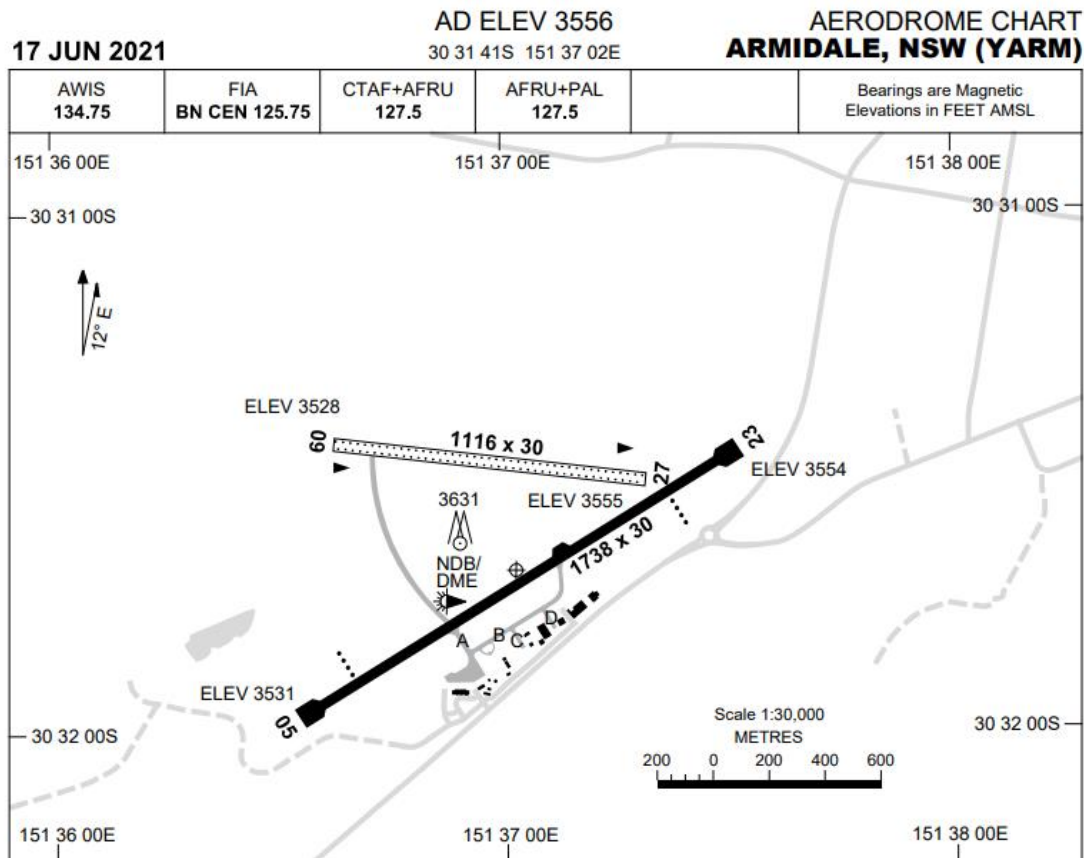 17 JUN 2021
AD ELEV 3556
30 31 41S 151 37 02E
AERODROME CHART
ARMIDALE, NSW (YARM)
AWIS
134.75
FIA
BN CEN 125.75
CTAF+AFRU
127.5
AFRU+PAL
127.5
Bearings are Magnetic
Elevations in FEET AMSL
151 36 00E
151 37 00E
151 38 00E
30 31 00S
30 31 00S
12° E
ELEV 3528
09
1116 x 30
27
23
ELEV 3554
ELEV 3555
1738 x 30
3631
NDB/
DME
A
B
C
D
ELEV 3531
05
30 32 00S
30 32 00S
Scale 1:30,000
METRES
200 0 200 400 600
151 36 00E
151 37 00E
151 38 00E